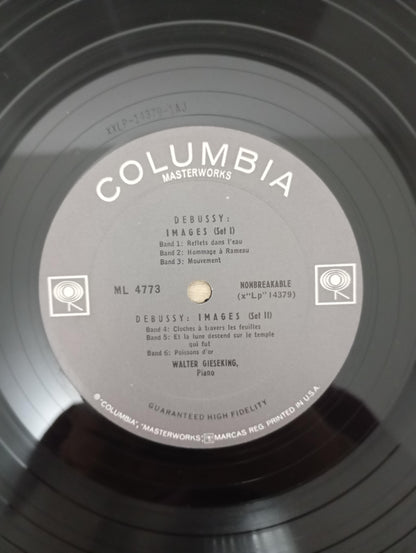 XXLP-14379-1AJ
COLUMBIA
MASTERWORKS
DEBUSSY:
IMAGES (Set I)
Band 1: Reflets dans l'eau
Band 2: Hommage à Rameau
Band 3: Mouvement
ML 4773
NONBREAKABLE
(x"Lp" 14379)
DEBUSSY: IMAGES (Set II)
Band 4: Cloches à travers les feuilles
Band 5: Et la lune descend sur le temple
qui fut
Band 6: Poissons d'or
WALTER GIESEKING,
Piano
GUARANTEED HIGH FIDELITY
® "COLUMBIA", "MASTERWORKS", MARCAS REG. PRINTED IN U.S.A.